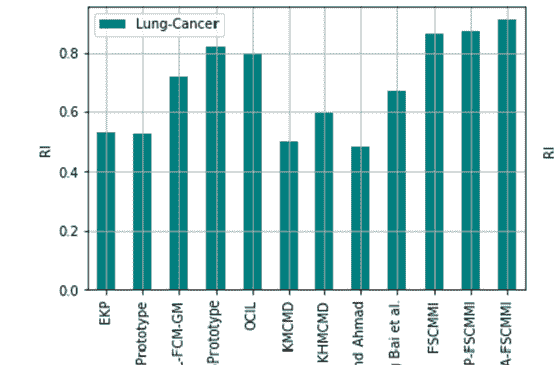 Lung-Cancer
RI
RI
0.8
0.6
0.4
0.2
0.0
EKP
Prototype
-FCM-GM
Prototype
OCIL
KMCMD
KHMCMD
nd Ahmad
Bai et al.
FSCMMI
P-FSCMMI
A-FSCMMI